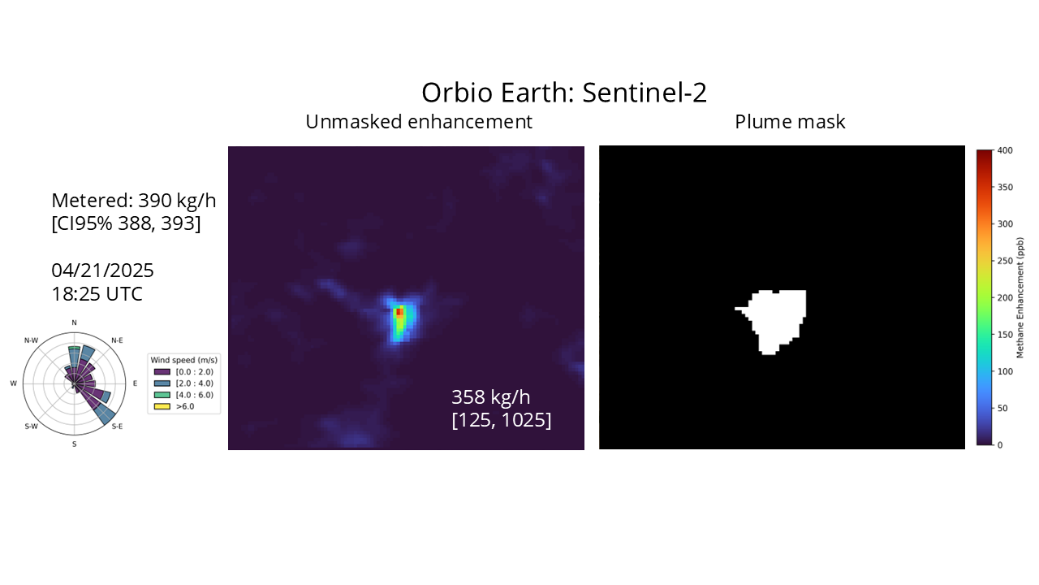 Orbio Earth: Sentinel-2
Unmasked enhancement
Plume mask
Metered: 390 kg/h
[CI95% 388, 393]
04/21/2025
18:25 UTC
N
N-W
N-E
W
E
S-W
S-E
S
Wind speed (m/s)
[0.0 : 2.0)
[2.0 : 4.0)
[4.0 : 6.0)
>6.0
358 kg/h
[125, 1025]
400
350
300
250
200
150
100
50
0
Methane Enhancement (ppb)